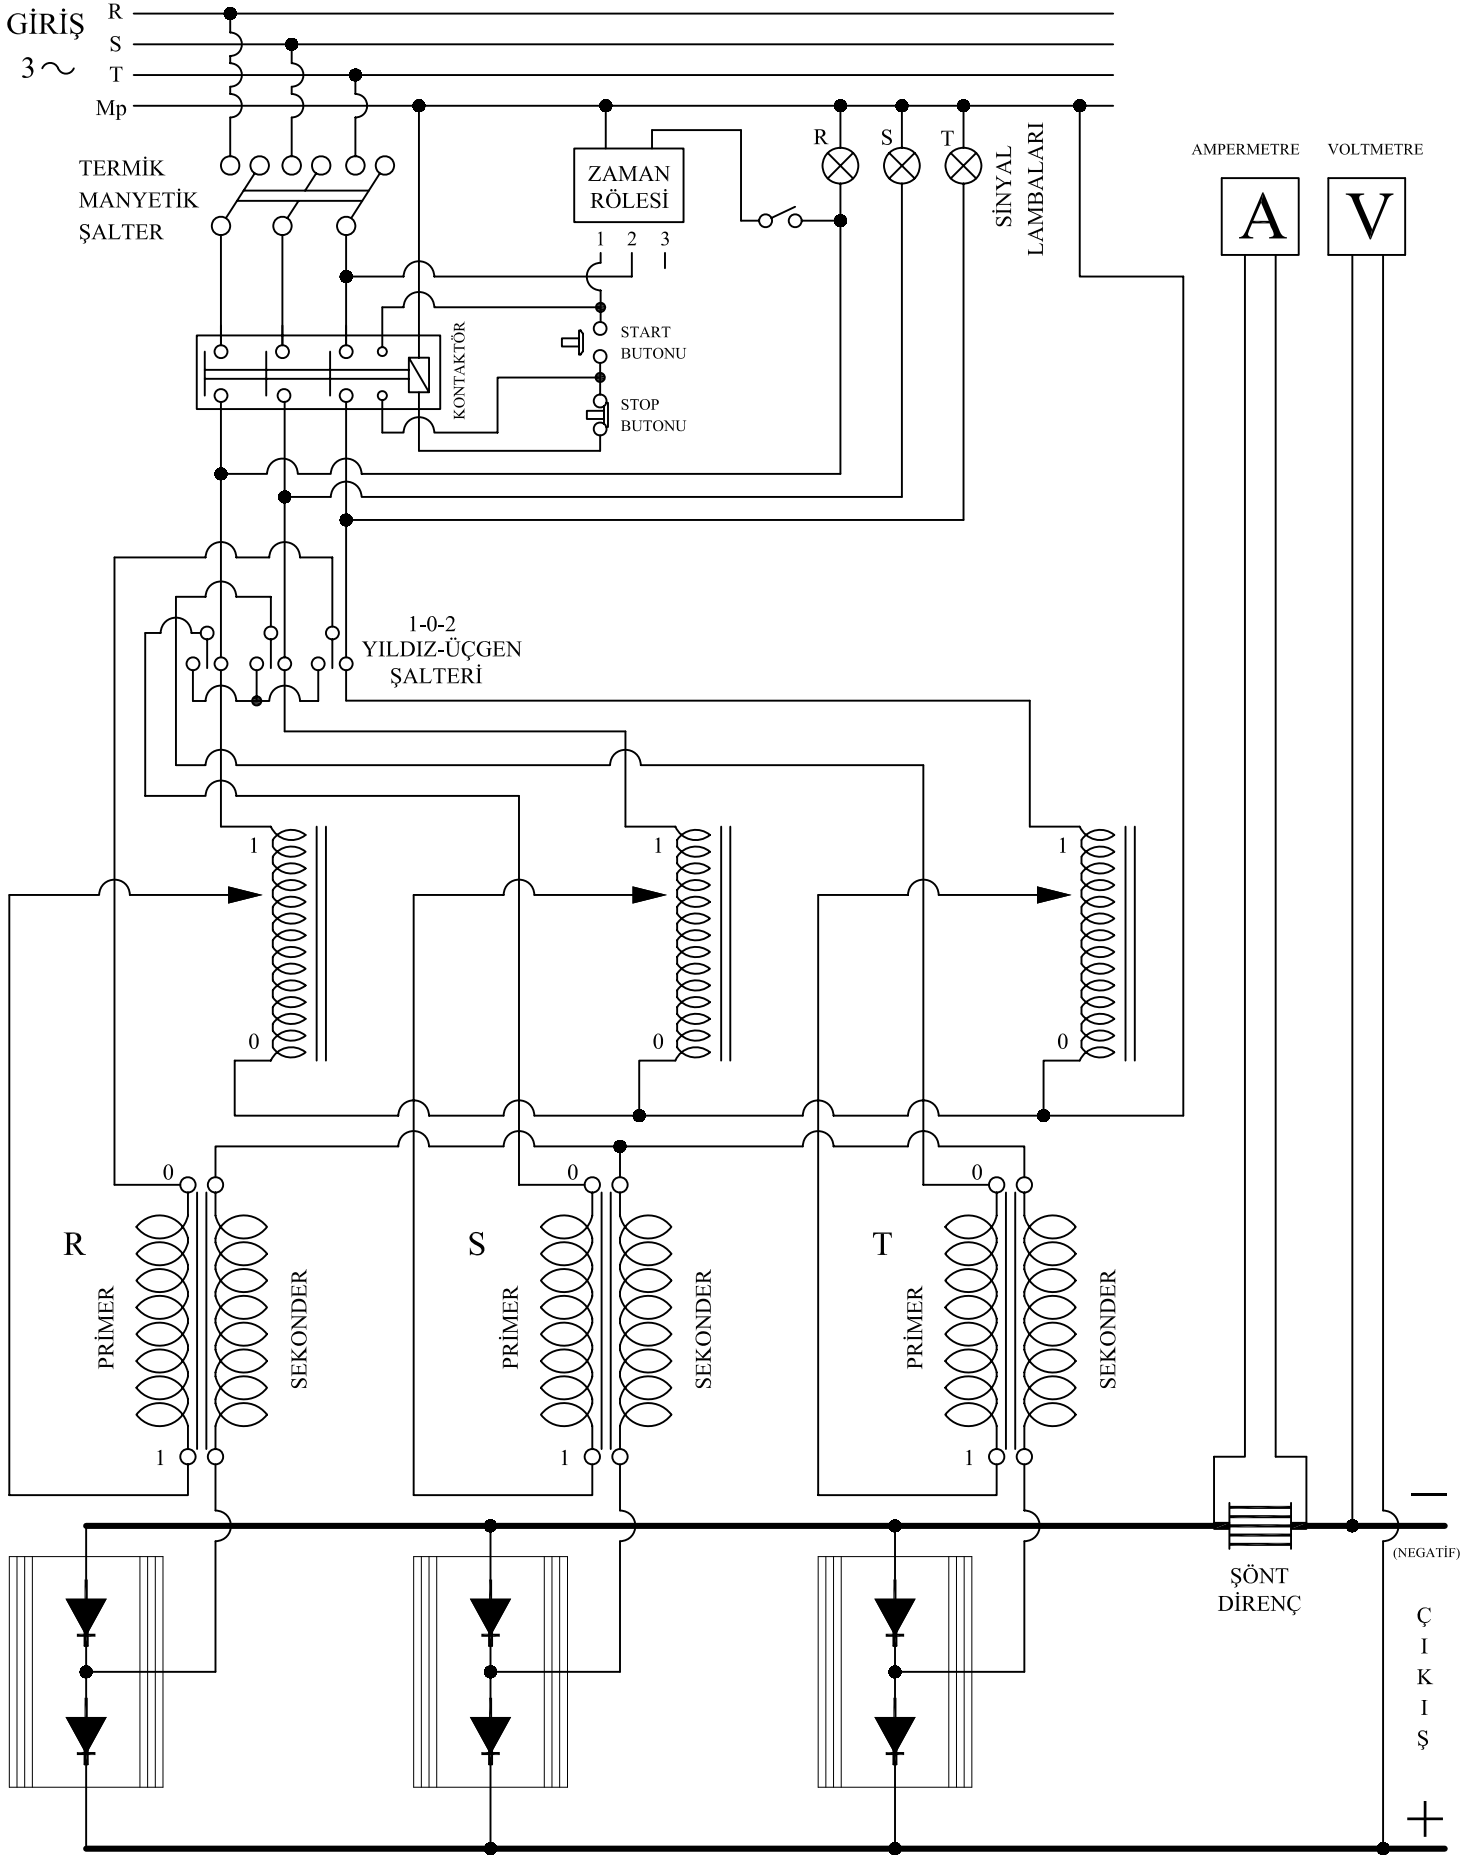 GİRİŞ
3
R
S
T
Mp
TERMİK
MANYETİK
ŞALTER
ZAMAN
RÖLESİ
1 2 3
R S T
SİNYAL
LAMBALARI
AMPERMETRE VOLTMETRE
A V
START
BUTONU
STOP
BUTONU
KONTAKTÖR
1-0-2
YILDIZ-ÜÇGEN
ŞALTERİ
1 1 1
0 0 0
0 0 0
R S T
PRİMER SEKONDER PRİMER SEKONDER PRİMER SEKONDER
1 1 1
(NEGATİF)
ŞÖNT
DİRENÇ
Ç
I
K
I
Ş
+